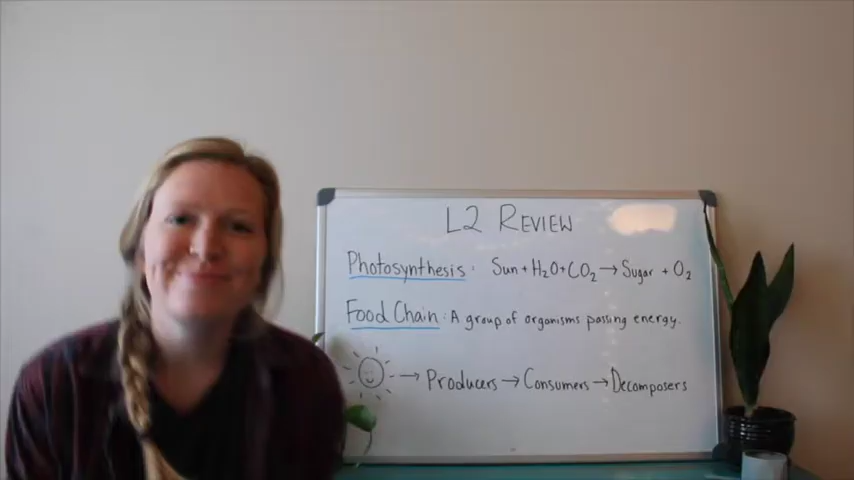 L2 REVIEW
Photosynthesis: Sun + H₂O + CO₂ → Sugar + O₂
Food Chain: A group of organisms passing energy.
→ Producers → Consumers → Decomposers